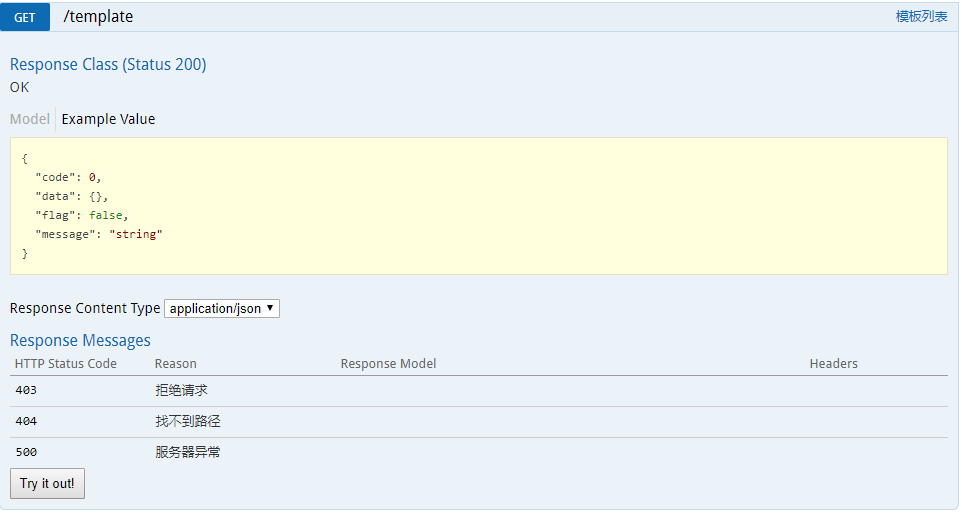 GET /template 模板列表
Response Class (Status 200)
OK
Model Example Value
{
"code": 0,
"data": {},
"flag": false,
"message": "string"
}
Response Content Type application/json
Response Messages
HTTP Status Code Reason Response Model Headers
403 拒绝请求
404 找不到路径
500 服务器异常
Try it out!